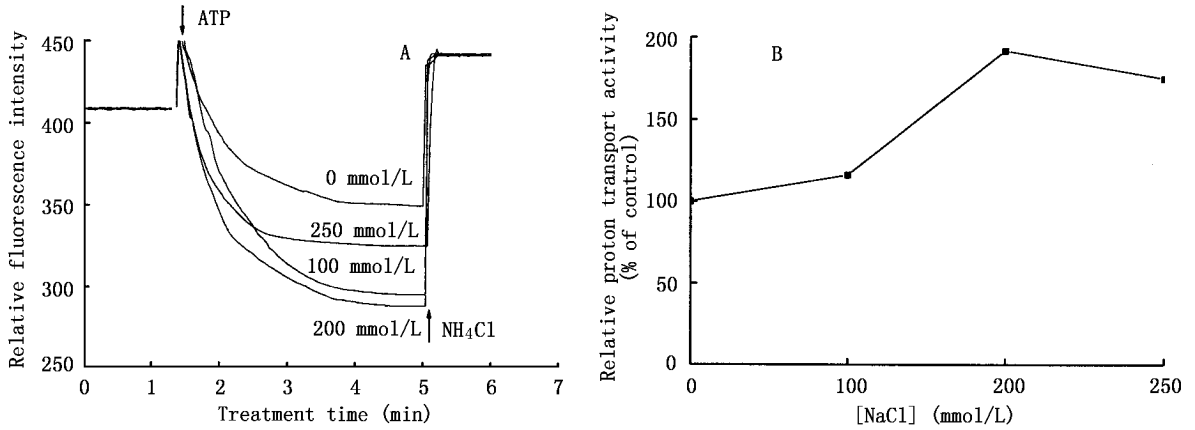 ATP
A
450
400
350
300
250
Relative fluorescence intensity
0 mmol/L
250 mmol/L
100 mmol/L
200 mmol/L
NH₄Cl
0 1 2 3 4 5 6 7
Treatment time (min)
B
200
150
100
50
0
Relative proton transport activity
(% of control)
0 100 200 250
[NaCl] (mmol/L)